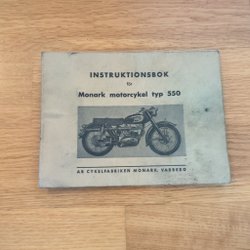 INSTRUKTIONSBOK
för
Monark motorcykel typ 550
AB CYKELFABRIKEN MONARK, VARBERG